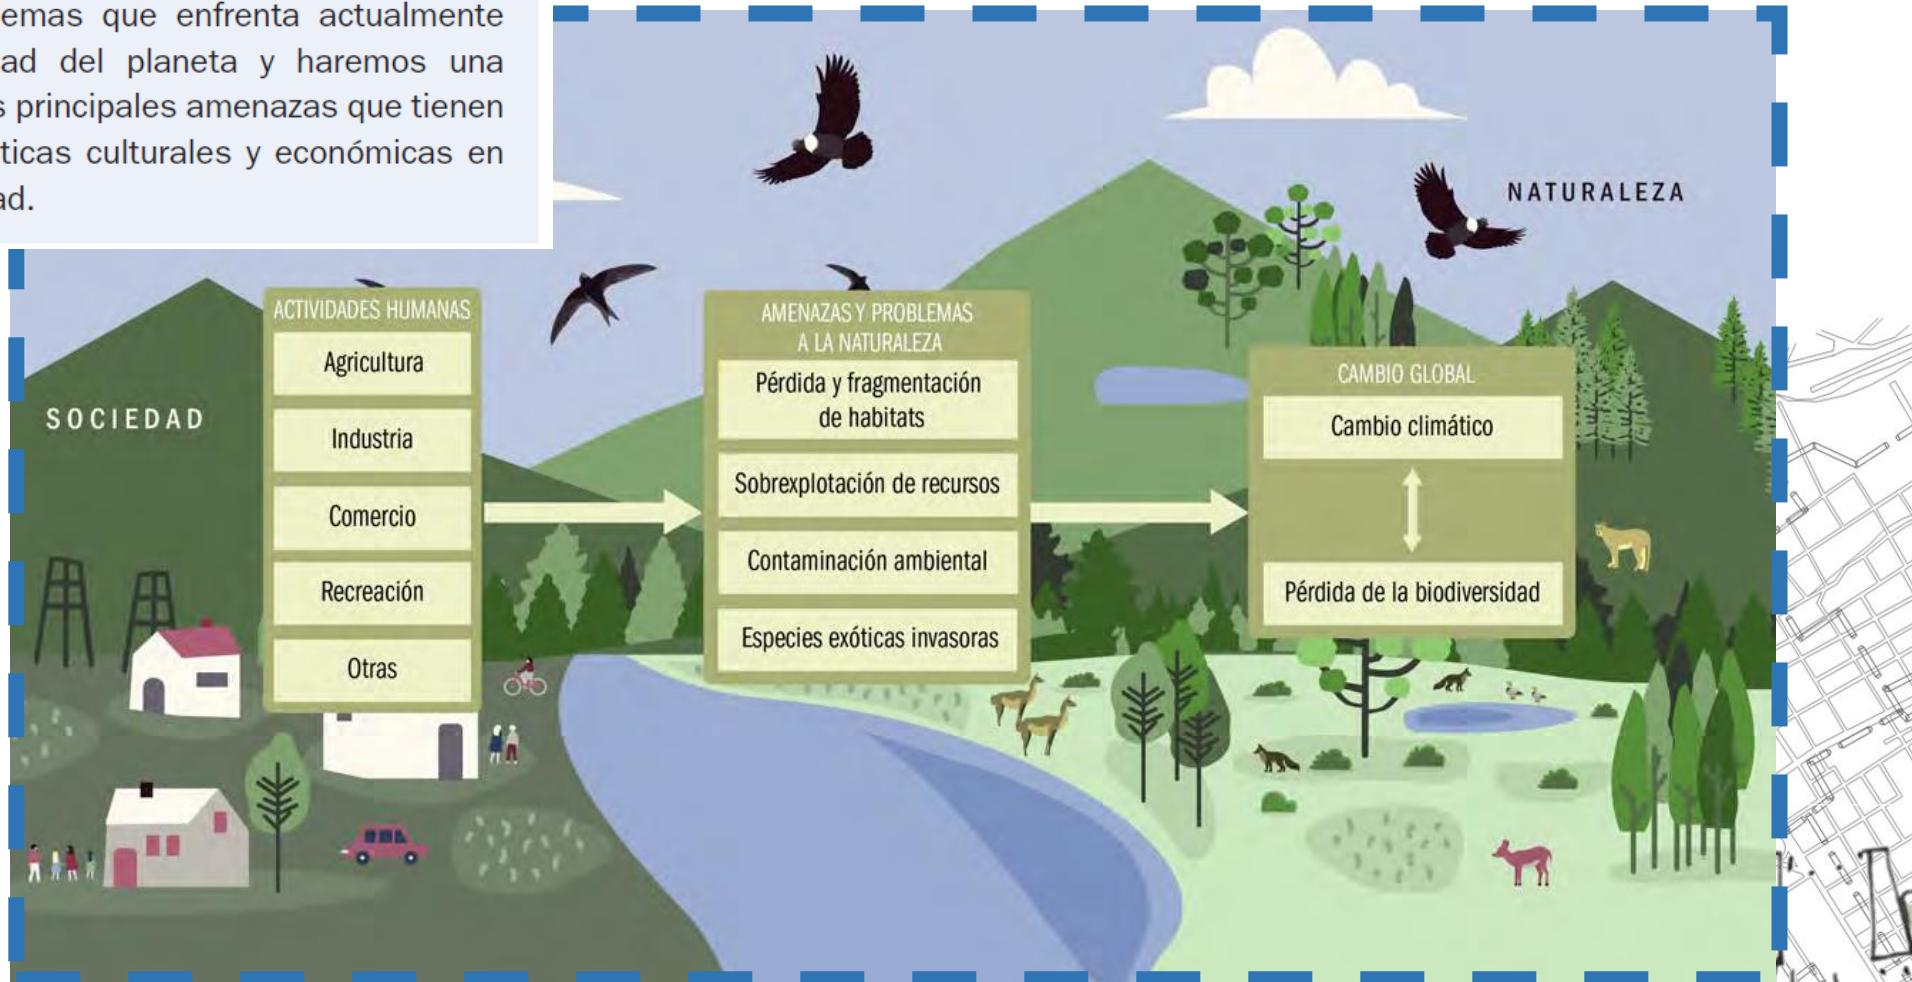 emas que enfrenta actualmente
ad del planeta y haremos una
s principales amenazas que tienen
ticas culturales y económicas en
ad.
NATURALEZA
SOCIEDAD
ACTIVIDADES HUMANAS
Agricultura
Industria
Comercio
Recreación
Otras
AMENAZAS Y PROBLEMAS
A LA NATURALEZA
Pérdida y fragmentación
de habitats
Sobrexplotación de recursos
Contaminación ambiental
Especies exóticas invasoras
CAMBIO GLOBAL
Cambio climático
Pérdida de la biodiversidad